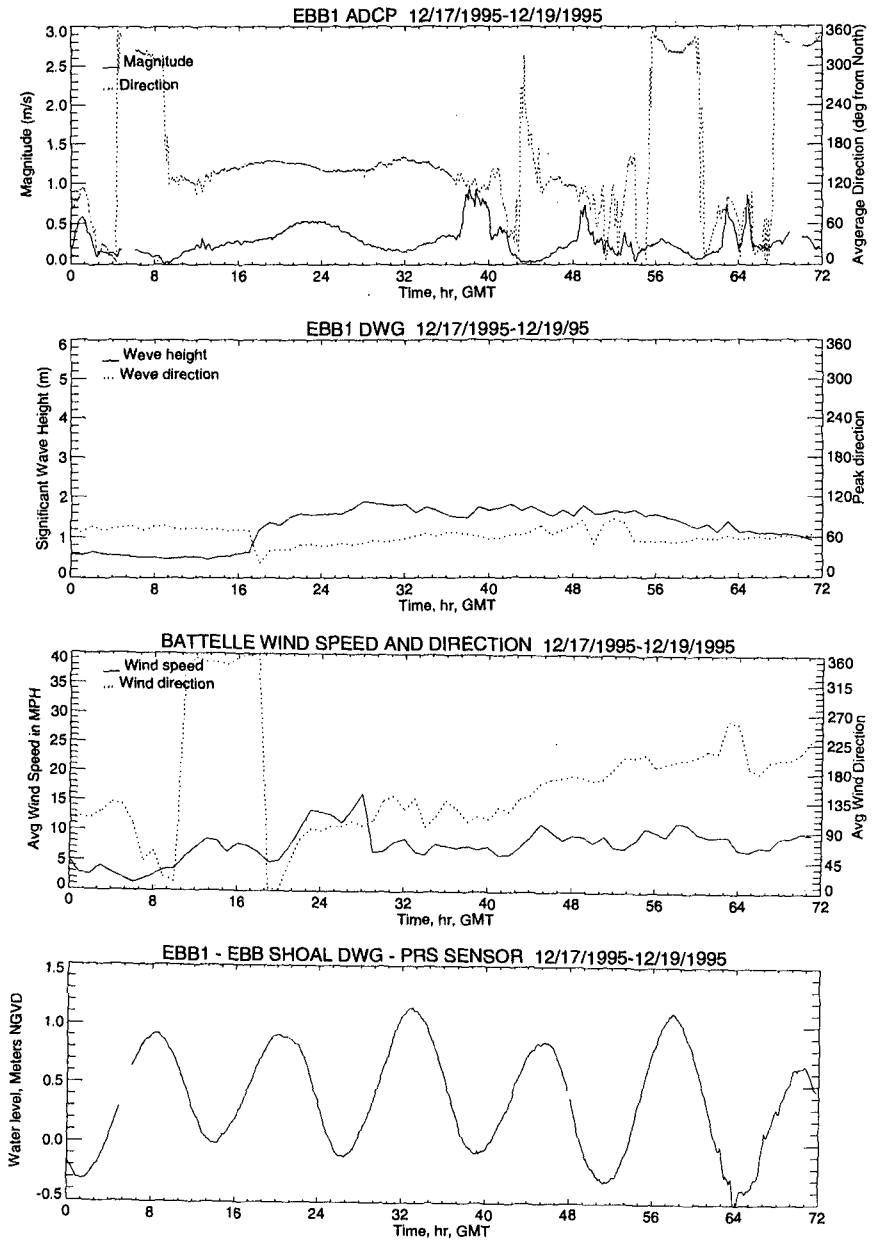 EBB1 ADCP 12/17/1995-12/19/1995
Magnitude (m/s)
3.0
2.5
2.0
1.5
1.0
0.5
0.0
Magnitude
Direction
360
300
240
180
120
60
0
Avgerage Direction (deg from North)
0 8 16 24 32 40 48 56 64 72
Time, hr, GMT
EBB1 DWG 12/17/1995-12/19/95
Significant Wave Height (m)
6
5
4
3
2
1
0
Weve height
Weve direction
360
300
240
180
120
60
0
Peak direction
0 8 16 24 32 40 48 56 64 72
Time, hr, GMT
BATTELLE WIND SPEED AND DIRECTION 12/17/1995-12/19/1995
Avg Wind Speed in MPH
40
35
30
25
20
15
10
5
0
Wind speed
Wind direction
360
315
270
225
180
135
90
45
0
Avg Wind Direction
0 8 16 24 32 40 48 56 64 72
Time, hr, GMT
EBB1 - EBB SHOAL DWG - PRS SENSOR 12/17/1995-12/19/1995
Water level, Meters NGVD
1.5
1.0
0.5
0.0
-0.5
0 8 16 24 32 40 48 56 64 72
Time, hr, GMT